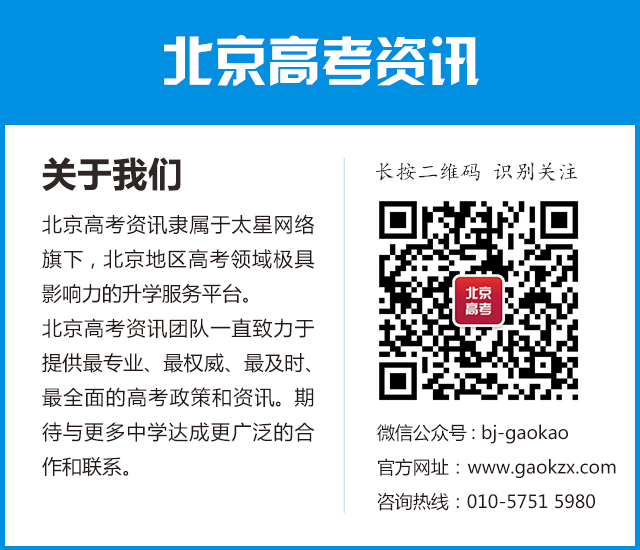 北京高考资讯
关于我们
北京高考资讯隶属于太星网络
旗下，北京地区高考领域极具
影响力的升学服务平台。
北京高考资讯团队一直致力于
提供最专业、最权威、最及时、
最全面的高考政策和资讯。期
待与更多中学达成更广泛的合
作和联系。
长按二维码 识别关注
北京
高考
微信公众号：bj-gaokao
官方网址：www.gaokzx.com
咨询热线：010-5751 5980